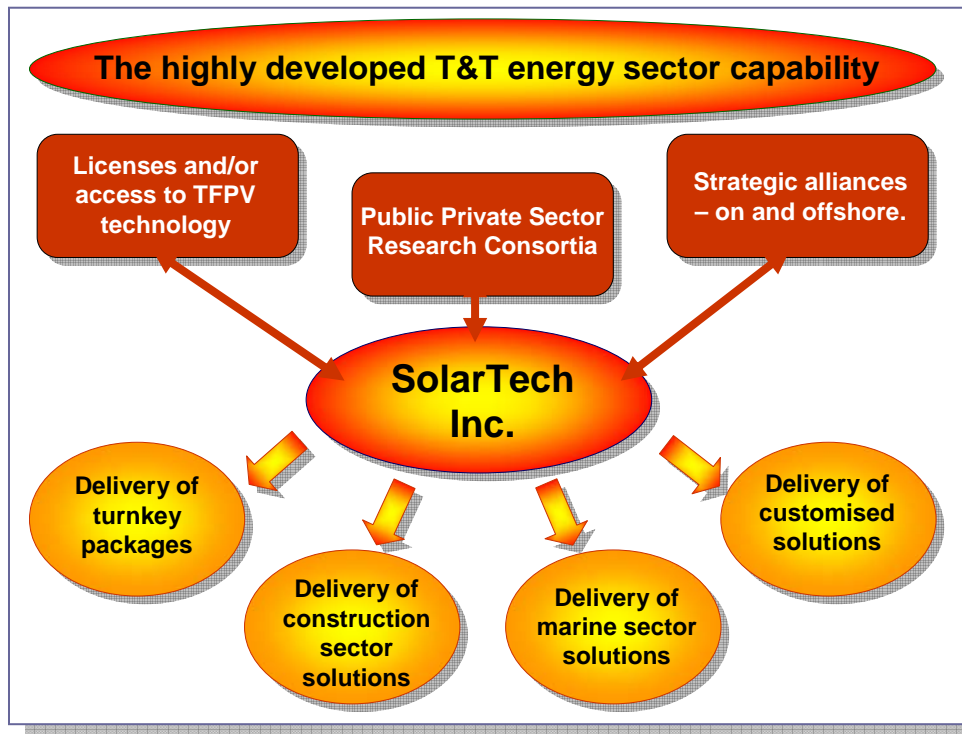 The highly developed T&T energy sector capability
Licenses and/or
access to TFPV
technology
Public Private Sector
Research Consortia
Strategic alliances
– on and offshore.
SolarTech
Inc.
Delivery of
turnkey
packages
Delivery of
construction
sector
solutions
Delivery of
marine sector
solutions
Delivery of
customised
solutions